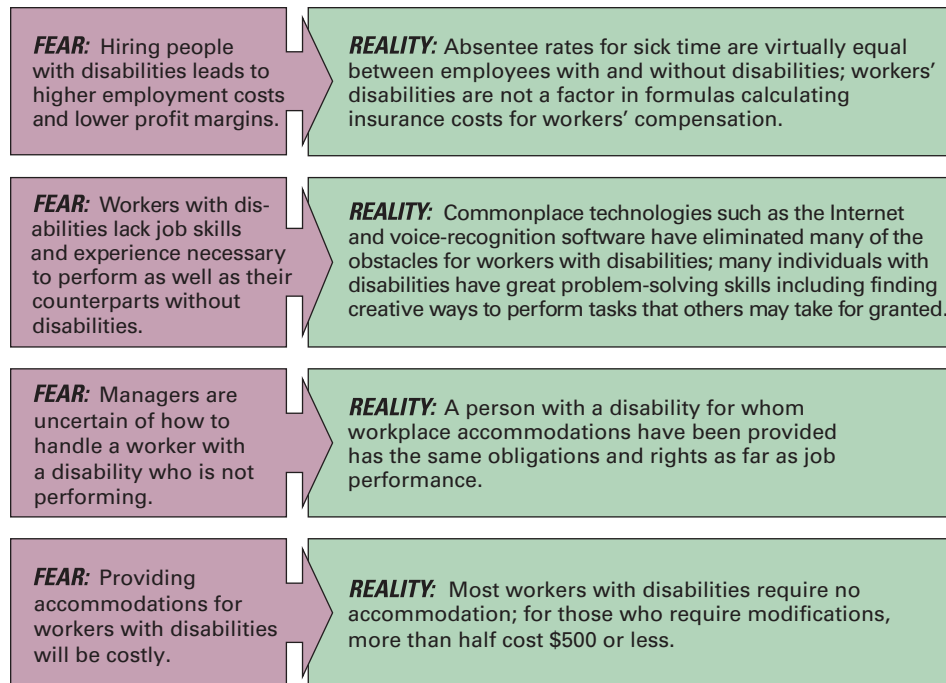 FEAR: Hiring people
with disabilities leads to
higher employment costs
and lower profit margins.
REALITY: Absentee rates for sick time are virtually equal
between employees with and without disabilities; workers’
disabilities are not a factor in formulas calculating
insurance costs for workers’ compensation.
FEAR: Workers with dis-
abilities lack job skills
and experience necessary
to perform as well as their
counterparts without
disabilities.
REALITY: Commonplace technologies such as the Internet
and voice-recognition software have eliminated many of the
obstacles for workers with disabilities; many individuals with
disabilities have great problem-solving skills including finding
creative ways to perform tasks that others may take for granted.
FEAR: Managers are
uncertain of how to
handle a worker with
a disability who is not
performing.
REALITY: A person with a disability for whom
workplace accommodations have been provided
has the same obligations and rights as far as job
performance.
FEAR: Providing
accommodations for
workers with disabilities
will be costly.
REALITY: Most workers with disabilities require no
accommodation; for those who require modifications,
more than half cost $500 or less.